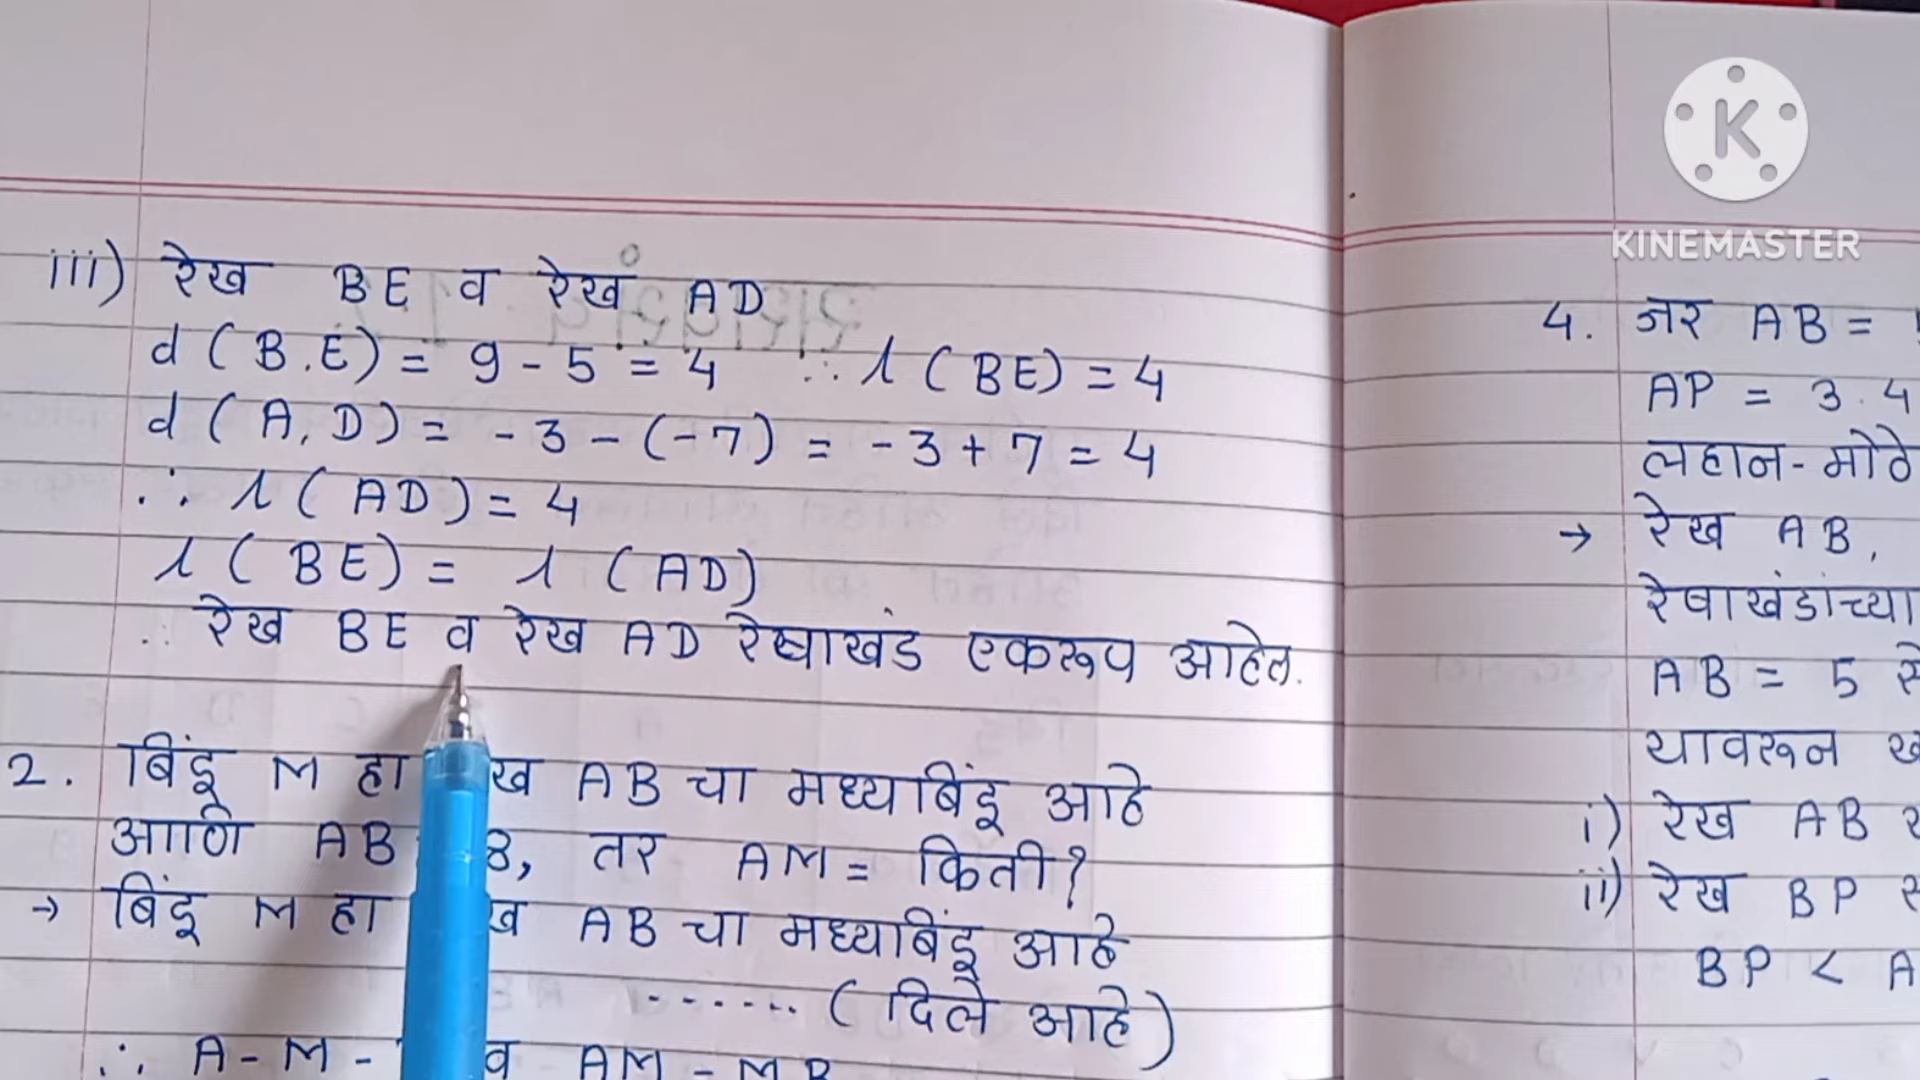 iii) रेख BE व रेख AD
d ( B, E ) = 9 - 5 = 4 ∴ l ( BE ) = 4
d ( A, D ) = -3 - ( -7 ) = -3 + 7 = 4
∴ l ( AD ) = 4
l ( BE ) = l ( AD )
∴ रेख BE व रेख AD रेषाखंड एकरूप आहेत.
2. बिंदू M हा AB चा मध्यबिंदू आहे
आणि AB 8, तर AM = किती?
→ बिंदू M हा AB चा मध्यबिंदू आहे
...... ( दिले आहे )
∴ A - M - व AM - MB
KINEMASTER
4. जर AB =
AP = 3.4
लहान-मोठे
→ रेख AB,
रेषाखंडांच्या
AB = 5
यावरून
i) रेख AB
ii) रेख BP
BP < A